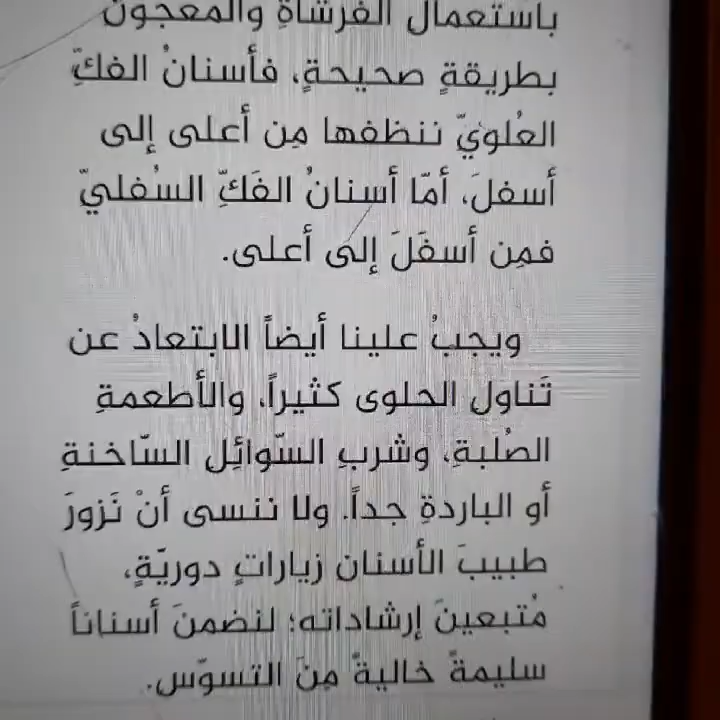 باستعمال الفرشاةِ والمعجون
بطريقةٍ صحيحةٍ، فأسنانُ الفكِّ
العُلويِّ ننظفها مِن أعلى إلى
أسفلَ، أمّا أسنانُ الفَكِّ السُفليّ
فمِن أسفَلَ إلى أعلى.
ويجبُ علينا أيضاً الابتعادُ عن
تَناول الحلوى كثيراً، والأطعمةِ
الصُلبةِ، وشربِ السّوائِل السّاخنةِ
أو الباردةِ جداً. ولا ننسى أنْ نَزورَ
طبيبَ الأسنان زياراتٍ دوريّةٍ،
مُتبعينَ إرشاداته؛ لنضمنَ أسناناً
سليمةً خاليةً مِنَ التسوّس.